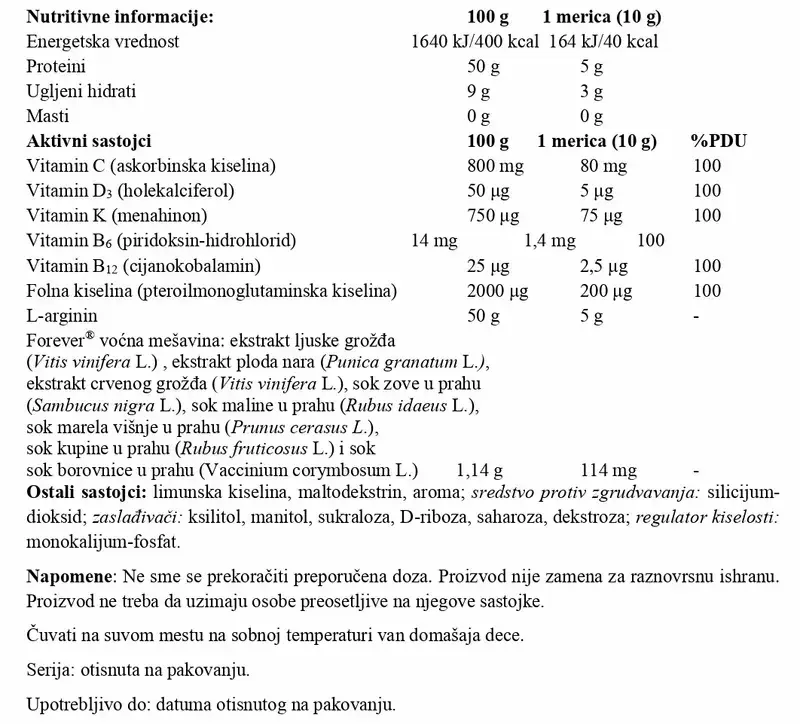 Nutritivne informacije: 100 g 1 merica (10 g)
Energetska vrednost 1640 kJ/400 kcal 164 kJ/40 kcal
Proteini 50 g 5 g
Ugljeni hidrati 9 g 3 g
Masti 0 g 0 g
Aktivni sastojci 100 g 1 merica (10 g) %PDU
Vitamin C (askorbinska kiselina) 800 mg 80 mg 100
Vitamin D₃ (holekalciferol) 50 µg 5 µg 100
Vitamin K (menahinon) 750 µg 75 µg 100
Vitamin B₆ (piridoksin-hidrohlorid) 14 mg 1,4 mg 100
Vitamin B₁₂ (cijanokobalamin) 25 µg 2,5 µg 100
Folna kiselina (pteroilmonoglutaminska kiselina) 2000 µg 200 µg 100
L-arginin 50 g 5 g -
Forever® voćna mešavina: ekstrakt ljuske grožđa
(Vitis vinifera L.) , ekstrakt ploda nara (Punica granatum L.),
ekstrakt crvenog grožđa (Vitis vinifera L.), sok zove u prahu
(Sambucus nigra L.), sok maline u prahu (Rubus idaeus L.),
sok marela višnje u prahu (Prunus cerasus L.),
sok kupine u prahu (Rubus fruticosus L.) i sok
sok borovnice u prahu (Vaccinium corymbosum L.) 1,14 g 114 mg -
Ostali sastojci: limunska kiselina, maltodekstrin, aroma; sredstvo protiv zgrudvavanja: silicijum-
dioksid; zaslađivači: ksilitol, manitol, sukraloza, D-riboza, saharoza, dekstroza; regulator kiselosti:
monokalijum-fosfat.
Napomene: Ne sme se prekoračiti preporučena doza. Proizvod nije zamena za raznovrsnu ishranu.
Proizvod ne treba da uzimaju osobe preosetljive na njegove sastojke.
Čuvati na suvom mestu na sobnoj temperaturi van domašaja dece.
Serija: otisnuta na pakovanju.
Upotrebljivo do: datuma otisnutog na pakovanju.